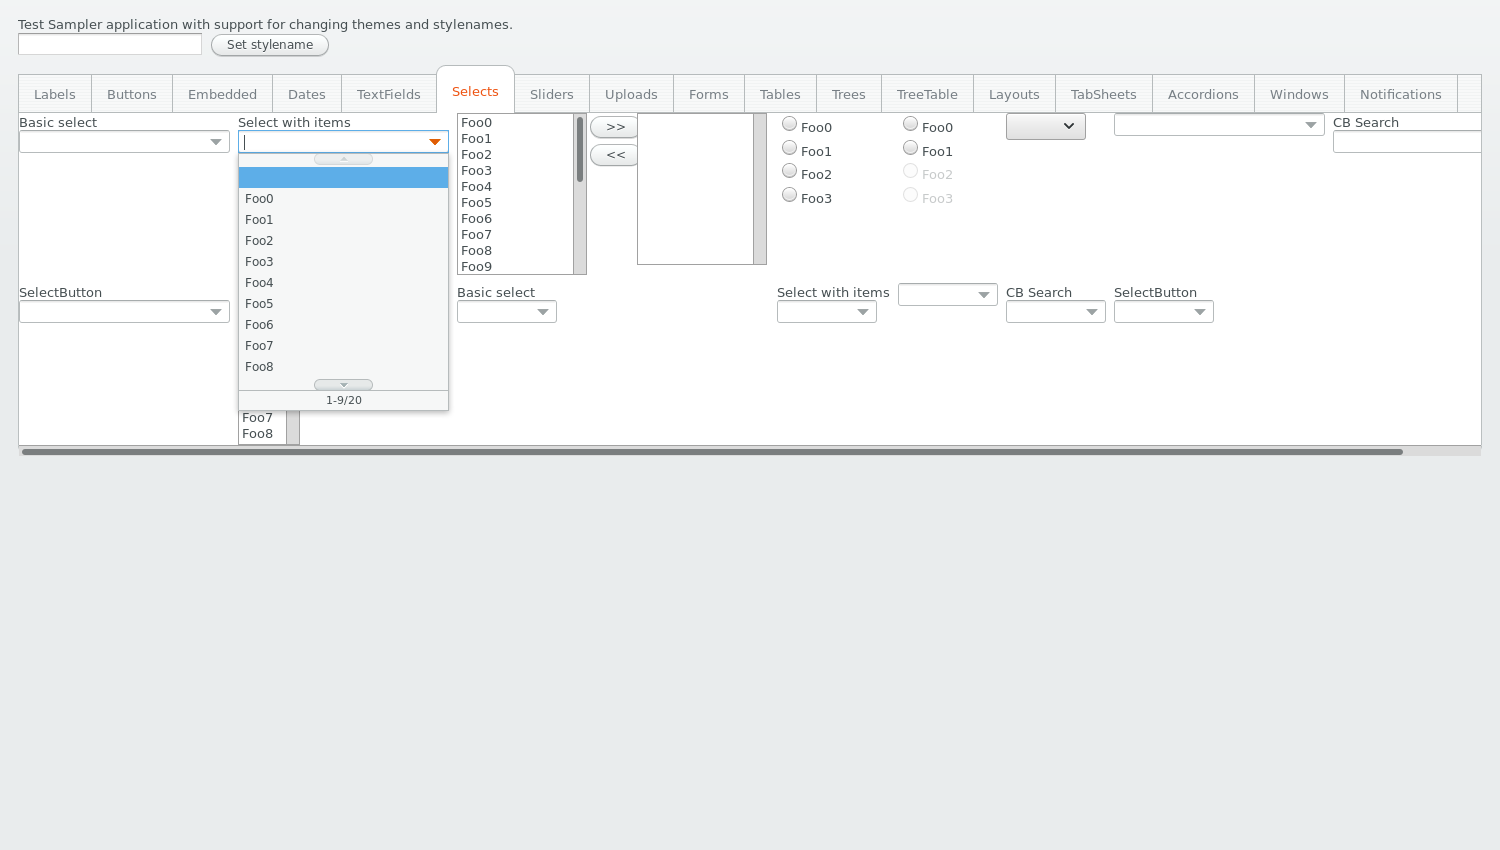 Test Sampler application with support for changing themes and stylenames.
Set stylename
Labels Buttons Embedded Dates TextFields Selects Sliders Uploads Forms Tables Trees TreeTable Layouts TabSheets Accordions Windows Notifications
Basic select
Select with items
Foo0
Foo1
Foo2
Foo3
Foo4
Foo5
Foo6
Foo7
Foo8
1-9/20
Foo7
Foo8
Foo0
Foo1
Foo2
Foo3
Foo4
Foo5
Foo6
Foo7
Foo8
Foo9
>>
<<
Foo0
Foo1
Foo2
Foo3
Foo0
Foo1
Foo2
Foo3
CB Search
SelectButton
Basic select
Select with items
CB Search
SelectButton